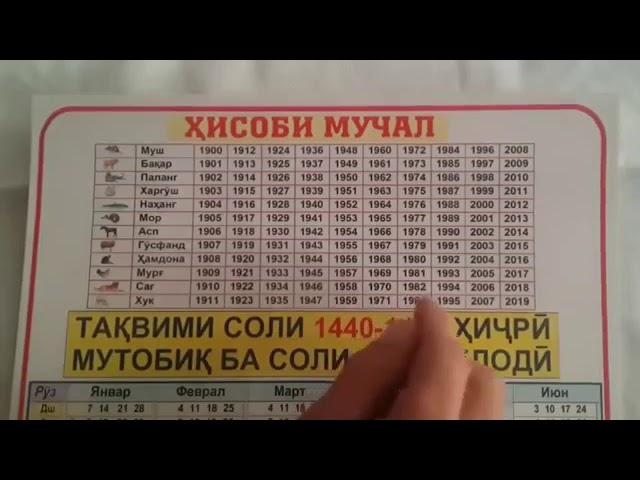 ҲИСОБИ МУЧАЛ
Муш 1900 1912 1924 1936 1948 1960 1972 1984 1996 2008
Бақар 1901 1913 1925 1937 1949 1961 1973 1985 1997 2009
Паланг 1902 1914 1926 1938 1950 1962 1974 1986 1998 2010
Харгӯш 1903 1915 1927 1939 1951 1963 1975 1987 1999 2011
Наҳанг 1904 1916 1928 1940 1952 1964 1976 1988 2000 2012
Мор 1905 1917 1929 1941 1953 1965 1977 1989 2001 2013
Асп 1906 1918 1930 1942 1954 1966 1978 1990 2002 2014
Гӯсфанд 1907 1919 1931 1943 1955 1967 1979 1991 2003 2015
Ҳамдона 1908 1920 1932 1944 1956 1968 1980 1992 2004 2016
Мурғ 1909 1921 1933 1945 1957 1969 1981 1993 2005 2017
Саг 1910 1922 1934 1946 1958 1970 1982 1994 2006 2018
Хук 1911 1923 1935 1947 1959 1971 1995 2007 2019
ТАҚВИМИ СОЛИ 1440- ҲИҶРӢ
МУТОБИҚ БА СОЛИ
Рӯз Январ Феврал Март Июн
Дш 7 14 21 28 4 11 18 25 4 11 18 3 10 17 24